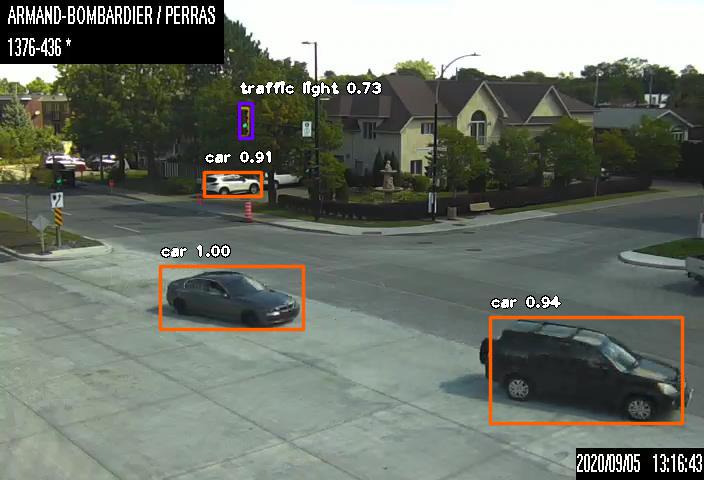 ARMAND-BOMBARDIER / PERRAS
1376-436 *
traffic light 0.73
car 0.91
car 1.00
car 0.94
2020/09/05 13:16:43